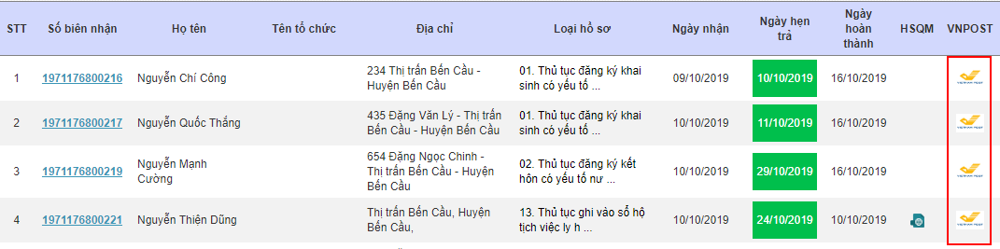 STT Số biên nhận Họ tên Tên tổ chức Địa chỉ Loại hồ sơ Ngày nhận Ngày hẹn trả Ngày hoàn thành HSQM VNPOST
1 1971176800216 Nguyễn Chí Công 234 Thị trấn Bến Cầu - Huyện Bến Cầu 01. Thủ tục đăng ký khai sinh có yếu tố ... 09/10/2019 10/10/2019 16/10/2019
2 1971176800217 Nguyễn Quốc Thắng 435 Đặng Văn Lý - Thị trấn Bến Cầu - Huyện Bến Cầu 01. Thủ tục đăng ký khai sinh có yếu tố ... 10/10/2019 11/10/2019 16/10/2019
3 1971176800219 Nguyễn Mạnh Cường 654 Đặng Ngọc Chinh - Thị trấn Bến Cầu - Huyện Bến Cầu 02. Thủ tục đăng ký kết hôn có yếu tố nư ... 10/10/2019 29/10/2019 16/10/2019
4 1971176800221 Nguyễn Thiện Dũng Thị trấn Bến Cầu, Huyện Bến Cầu, 13. Thủ tục ghi vào sổ hộ tịch việc ly h ... 10/10/2019 24/10/2019 10/10/2019